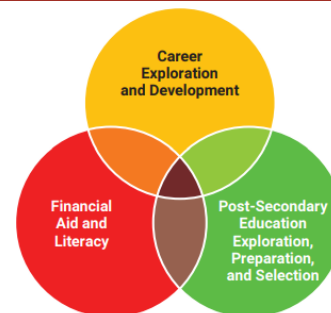 Career
Exploration
and Development
Financial
Aid and
Literacy
Post-Secondary
Education
Exploration,
Preparation,
and Selection